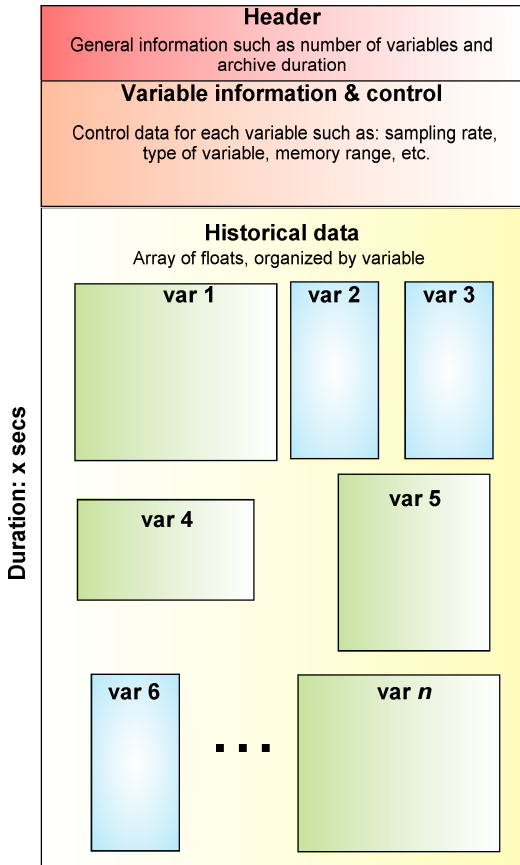 Header
General information such as number of variables and
archive duration
Variable information & control
Control data for each variable such as: sampling rate,
type of variable, memory range, etc.
Historical data
Array of floats, organized by variable
var 1
var 2
var 3
Duration: x secs
var 4
var 5
var 6
...
var n